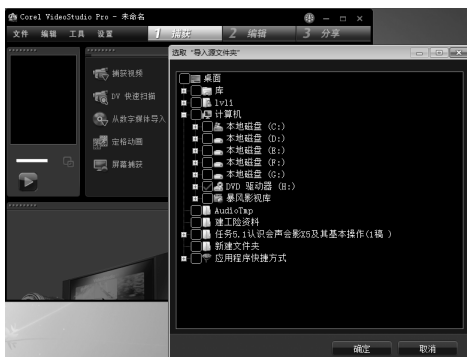 Corel VideoStudio Pro - 未命名
文件 编辑 工具 设置 1 捕获 2 编辑 3 分享
捕获视频
DV 快速扫描
从数字媒体导入
定格动画
屏幕捕获
选取 "导入源文件夹"
桌面
库
lvli
计算机
本地磁盘 (C:)
本地磁盘 (D:)
本地磁盘 (E:)
本地磁盘 (F:)
本地磁盘 (G:)
DVD 驱动器 (H:)
暴风影视库
AudioTmp
建工险资料
任务5.1认识会声会影X5及其基本操作(1稿 )
新建文件夹
应用程序快捷方式
确定 取消